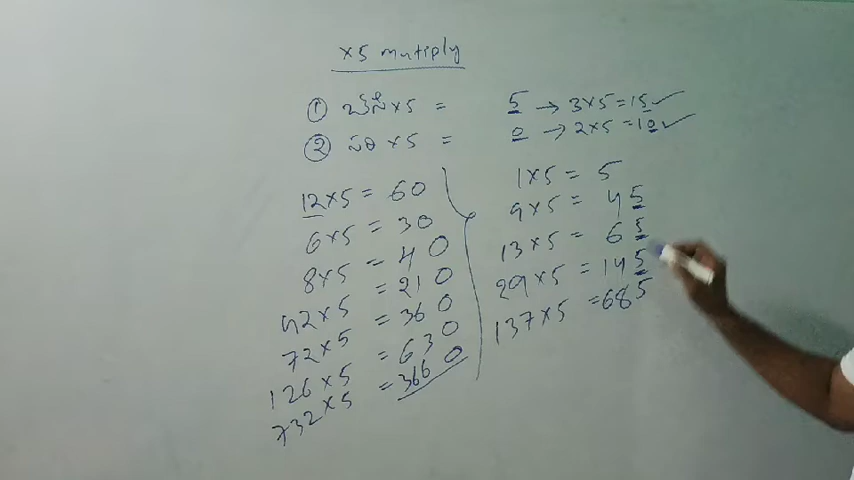 x5 mutiply
① ಬೆಸ x5 = 5 → 3x5=15 ✓
② ಸರಿ x5 = 0 → 2x5=10 ✓
12x5 = 60
6x5 = 30
8x5 = 40
42x5 = 210
72x5 = 360
126x5 = 630
732x5 = 3660
1x5 = 5
9x5 = 45
13x5 = 65
29x5 = 145
137x5 = 685